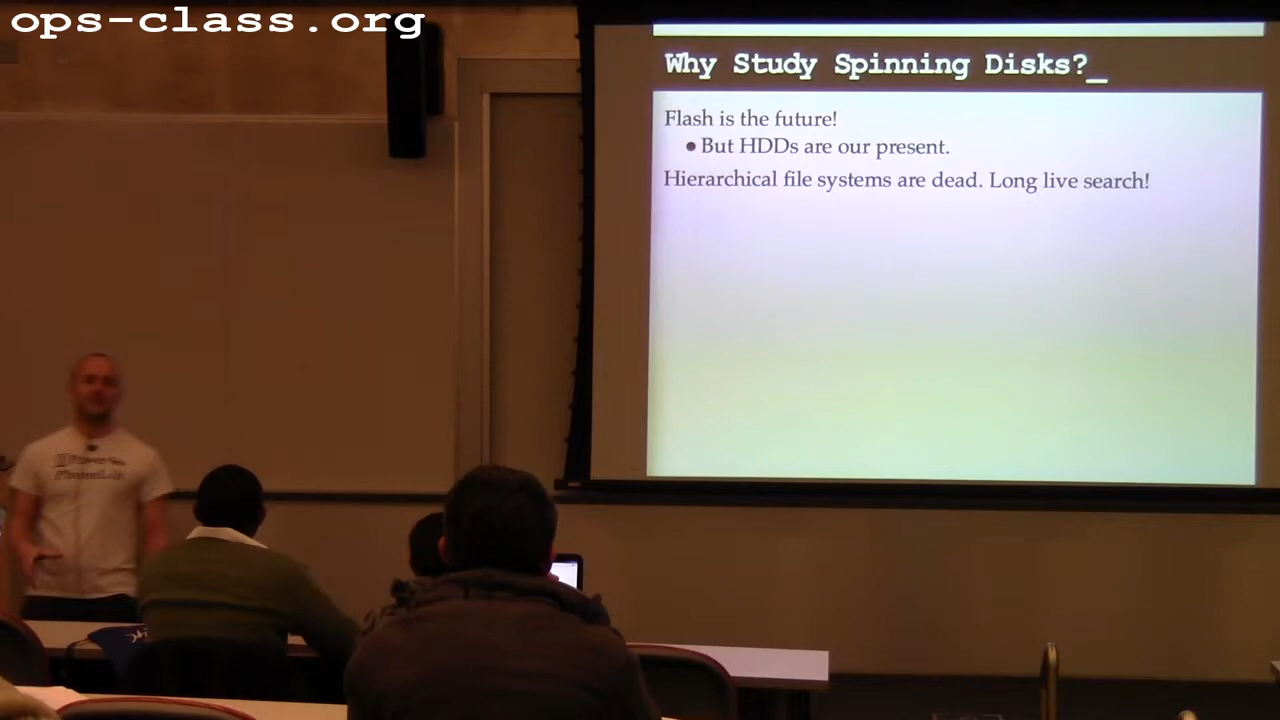 ops-class.org
Why Study Spinning Disks?_
Flash is the future!
• But HDDs are our present.
Hierarchical file systems are dead. Long live search!